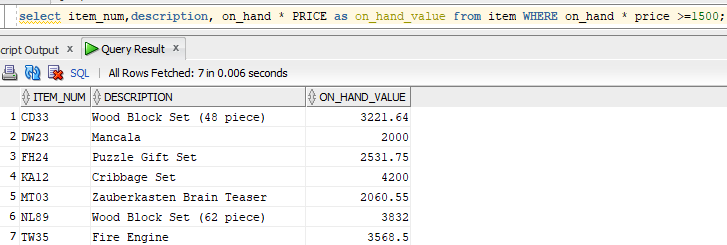 select item_num,description, on_hand * PRICE as on_hand_value from item WHERE on_hand * price >=1500;
cript Output x Query Result x
SQL | All Rows Fetched: 7 in 0.006 seconds
ITEM_NUM DESCRIPTION ON_HAND_VALUE
1 CD33 Wood Block Set (48 piece) 3221.64
2 DW23 Mancala 2000
3 FH24 Puzzle Gift Set 2531.75
4 KA12 Cribbage Set 4200
5 MT03 Zauberkasten Brain Teaser 2060.55
6 NL89 Wood Block Set (62 piece) 3832
7 TW35 Fire Engine 3568.5